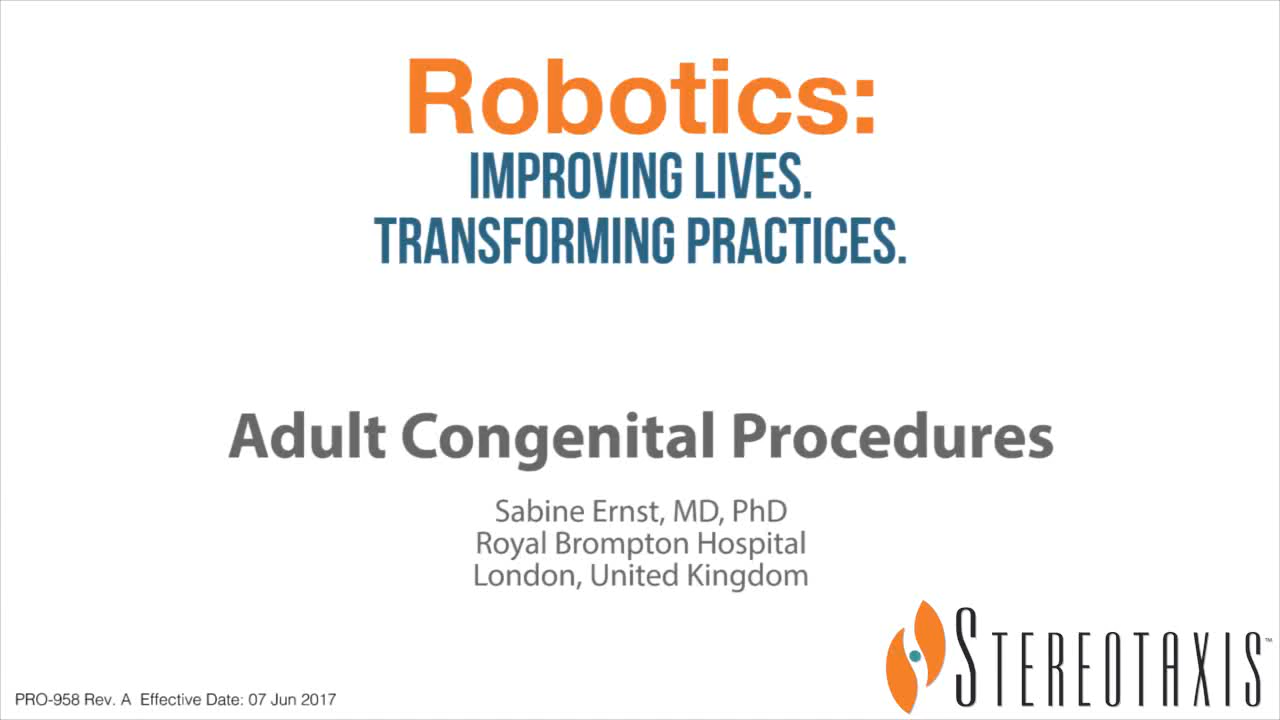 Robotics:
IMPROVING LIVES.
TRANSFORMING PRACTICES.
Adult Congenital Procedures
Sabine Ernst, MD, PhD
Royal Brompton Hospital
London, United Kingdom
STEREOTAXIS™
PRO-958 Rev. A Effective Date: 07 Jun 2017